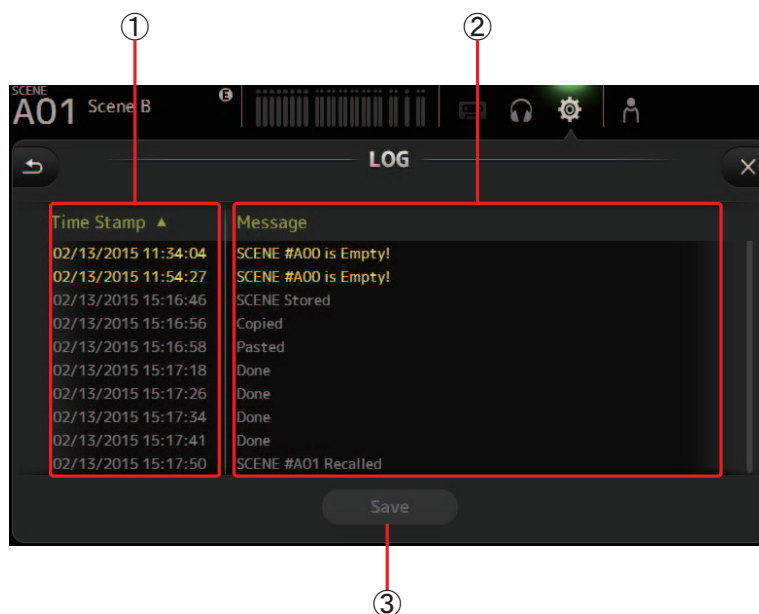 ① ②
SCENE
A01 Scene B E
LOG
Time Stamp ▲ Message
02/13/2015 11:34:04 SCENE #A00 is Empty!
02/13/2015 11:54:27 SCENE #A00 is Empty!
02/13/2015 15:16:46 SCENE Stored
02/13/2015 15:16:56 Copied
02/13/2015 15:16:58 Pasted
02/13/2015 15:17:18 Done
02/13/2015 15:17:26 Done
02/13/2015 15:17:34 Done
02/13/2015 15:17:41 Done
02/13/2015 15:17:50 SCENE #A01 Recalled
Save
③